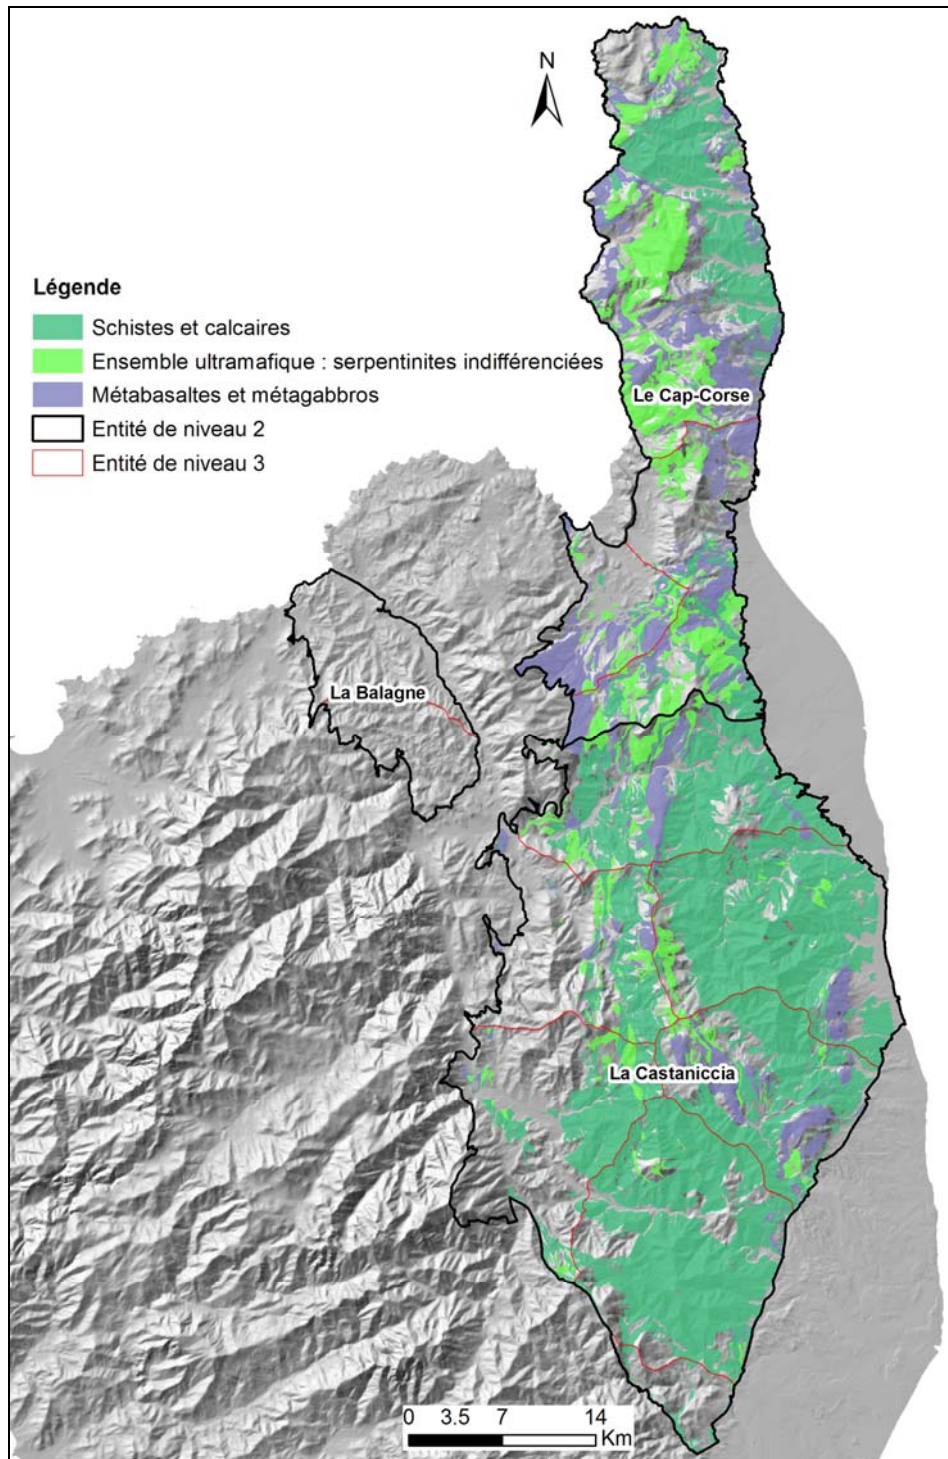 N
Légende
Schistes et calcaires
Ensemble ultramafique : serpentinites indifférenciées
Métabasaltes et métagabbros
Entité de niveau 2
Entité de niveau 3
Le Cap-Corse
La Balagne
La Castaniccia
0 3.5 7 14
Km